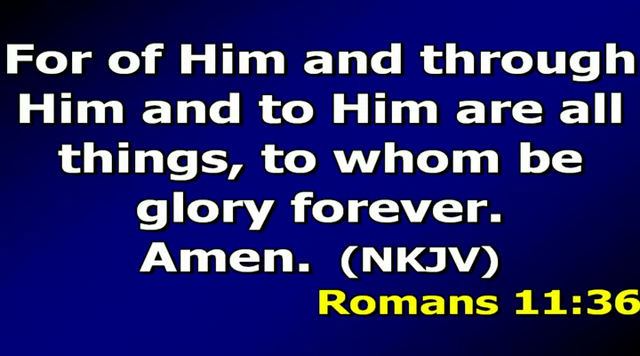 For of Him and through
Him and to Him are all
things, to whom be
glory forever.
Amen. (NKJV)
Romans 11:36